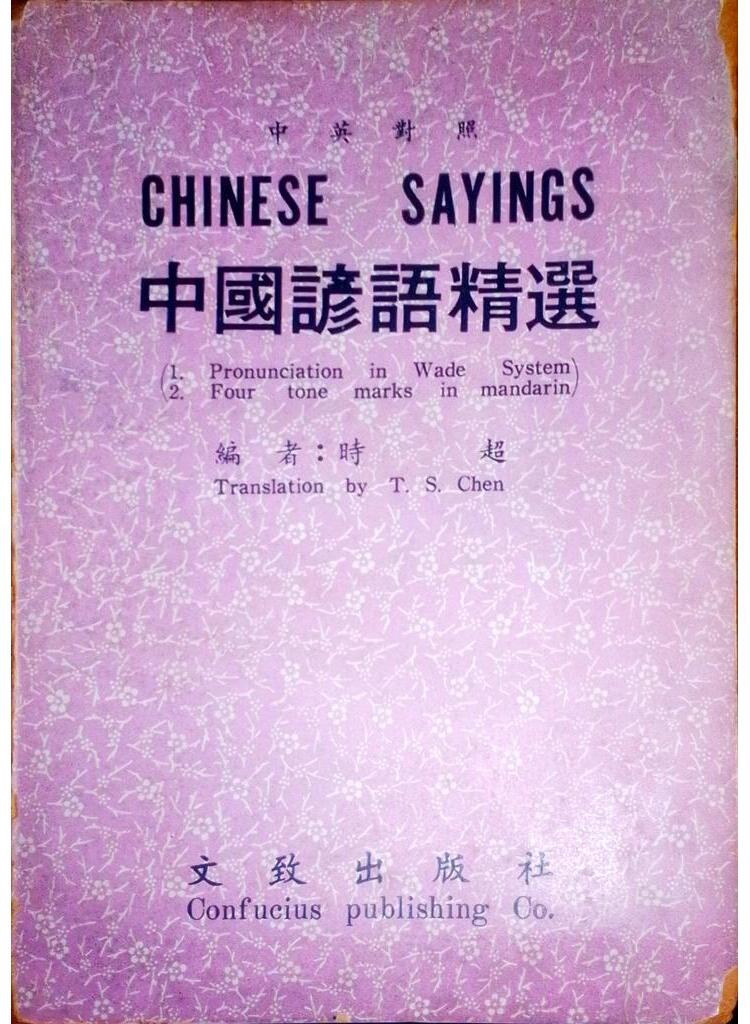 中英對照
CHINESE SAYINGS
中國諺語精選
(1. Pronunciation in Wade System)
(2. Four tone marks in mandarin)
編者：時超
Translation by T. S. Chen
文致出版社
Confucius publishing Co.